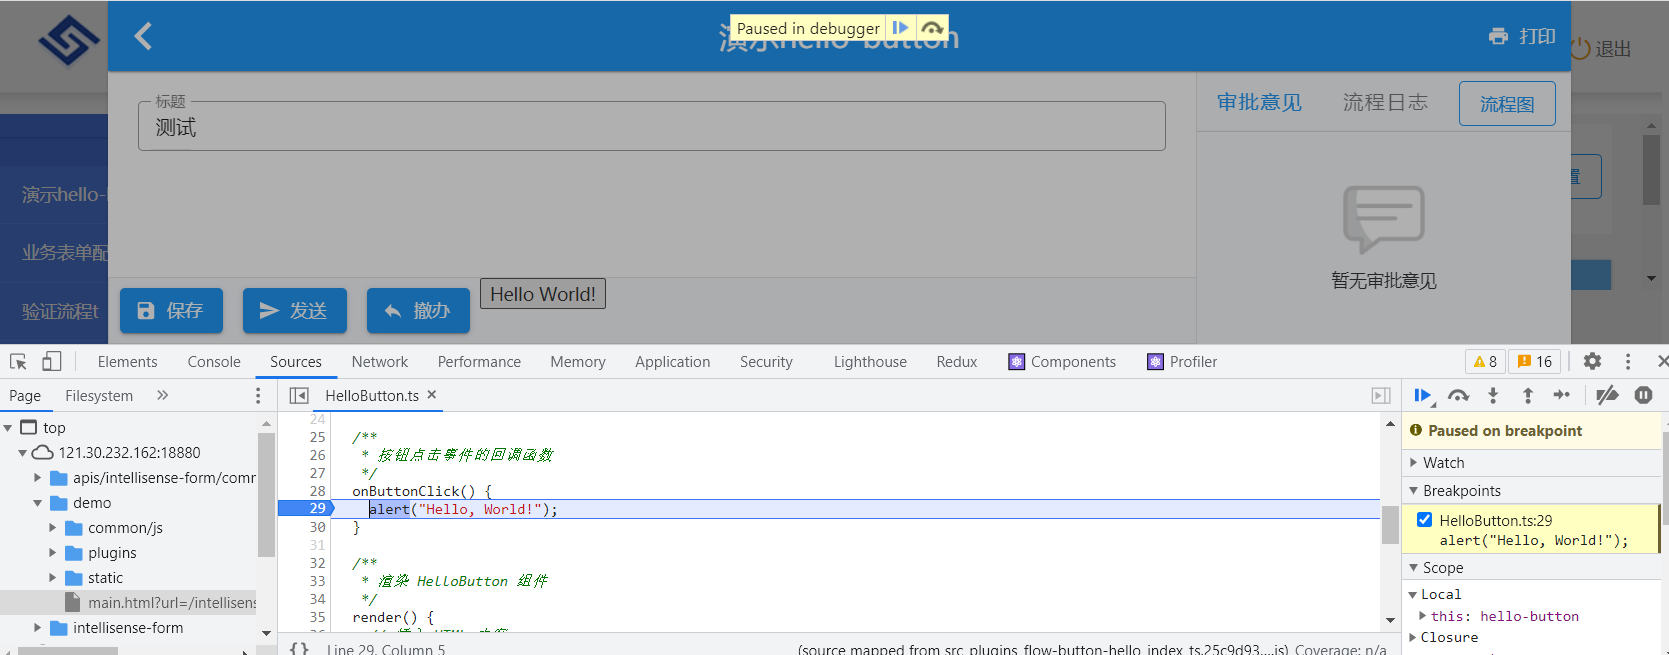 Paused in debugger
演示hello-button
打印
退出
标题
测试
审批意见
流程日志
流程图
置
演示hello-
业务表单配
验证流程t
暂无审批意见
保存
发送
撤办
Hello World!
Elements Console Sources Network Performance Memory Application Security Lighthouse Redux Components Profiler 8 16
Page Filesystem
HelloButton.ts
top
121.30.232.162:18880
apis/intellisense-form/comr
demo
common/js
plugins
static
main.html?url=/intellisens
intellisense-form
24
25 /**
26 * 按钮点击事件的回调函数
27 */
28 onButtonClick() {
29 alert("Hello, World!");
30 }
31
32 /**
33 * 渲染 HelloButton 组件
34 */
35 render() {
{} Line 29, Column 5
(source mapped from src_plugins_flow-button-hello_index_ts.25c9d93....js) Coverage: n/a
Paused on breakpoint
Watch
Breakpoints
HelloButton.ts:29
alert("Hello, World!");
Scope
Local
this: hello-button
Closure